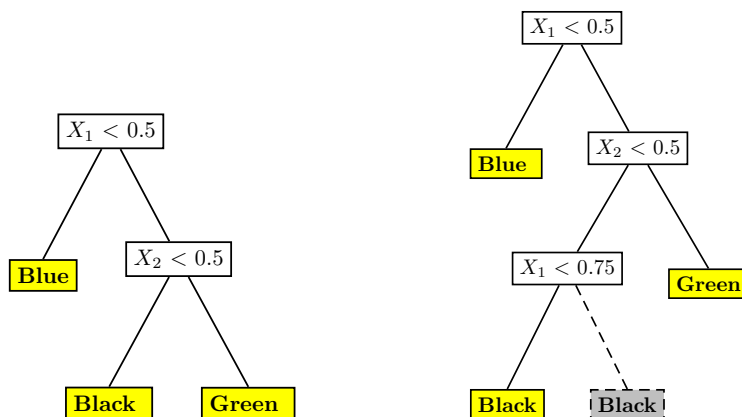 X₁ < 0.5
Blue
X₂ < 0.5
Black
Green
X₁ < 0.5
Blue
X₂ < 0.5
X₁ < 0.75
Green
Black
Black